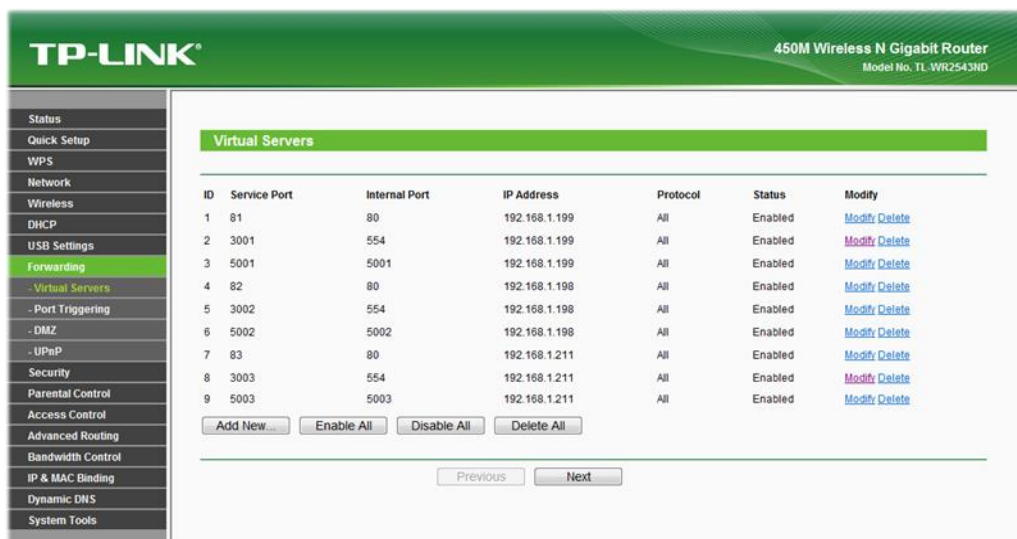 TP-LINK®
450M Wireless N Gigabit Router
Model No. TL-WR2543ND
Status
Quick Setup
WPS
Network
Wireless
DHCP
USB Settings
Forwarding
- Virtual Servers
- Port Triggering
- DMZ
- UPnP
Security
Parental Control
Access Control
Advanced Routing
Bandwidth Control
IP & MAC Binding
Dynamic DNS
System Tools
Virtual Servers
ID Service Port Internal Port IP Address Protocol Status Modify
1 81 80 192.168.1.199 All Enabled Modify Delete
2 3001 554 192.168.1.199 All Enabled Modify Delete
3 5001 5001 192.168.1.199 All Enabled Modify Delete
4 82 80 192.168.1.198 All Enabled Modify Delete
5 3002 554 192.168.1.198 All Enabled Modify Delete
6 5002 5002 192.168.1.198 All Enabled Modify Delete
7 83 80 192.168.1.211 All Enabled Modify Delete
8 3003 554 192.168.1.211 All Enabled Modify Delete
9 5003 5003 192.168.1.211 All Enabled Modify Delete
Add New... Enable All Disable All Delete All
Previous Next